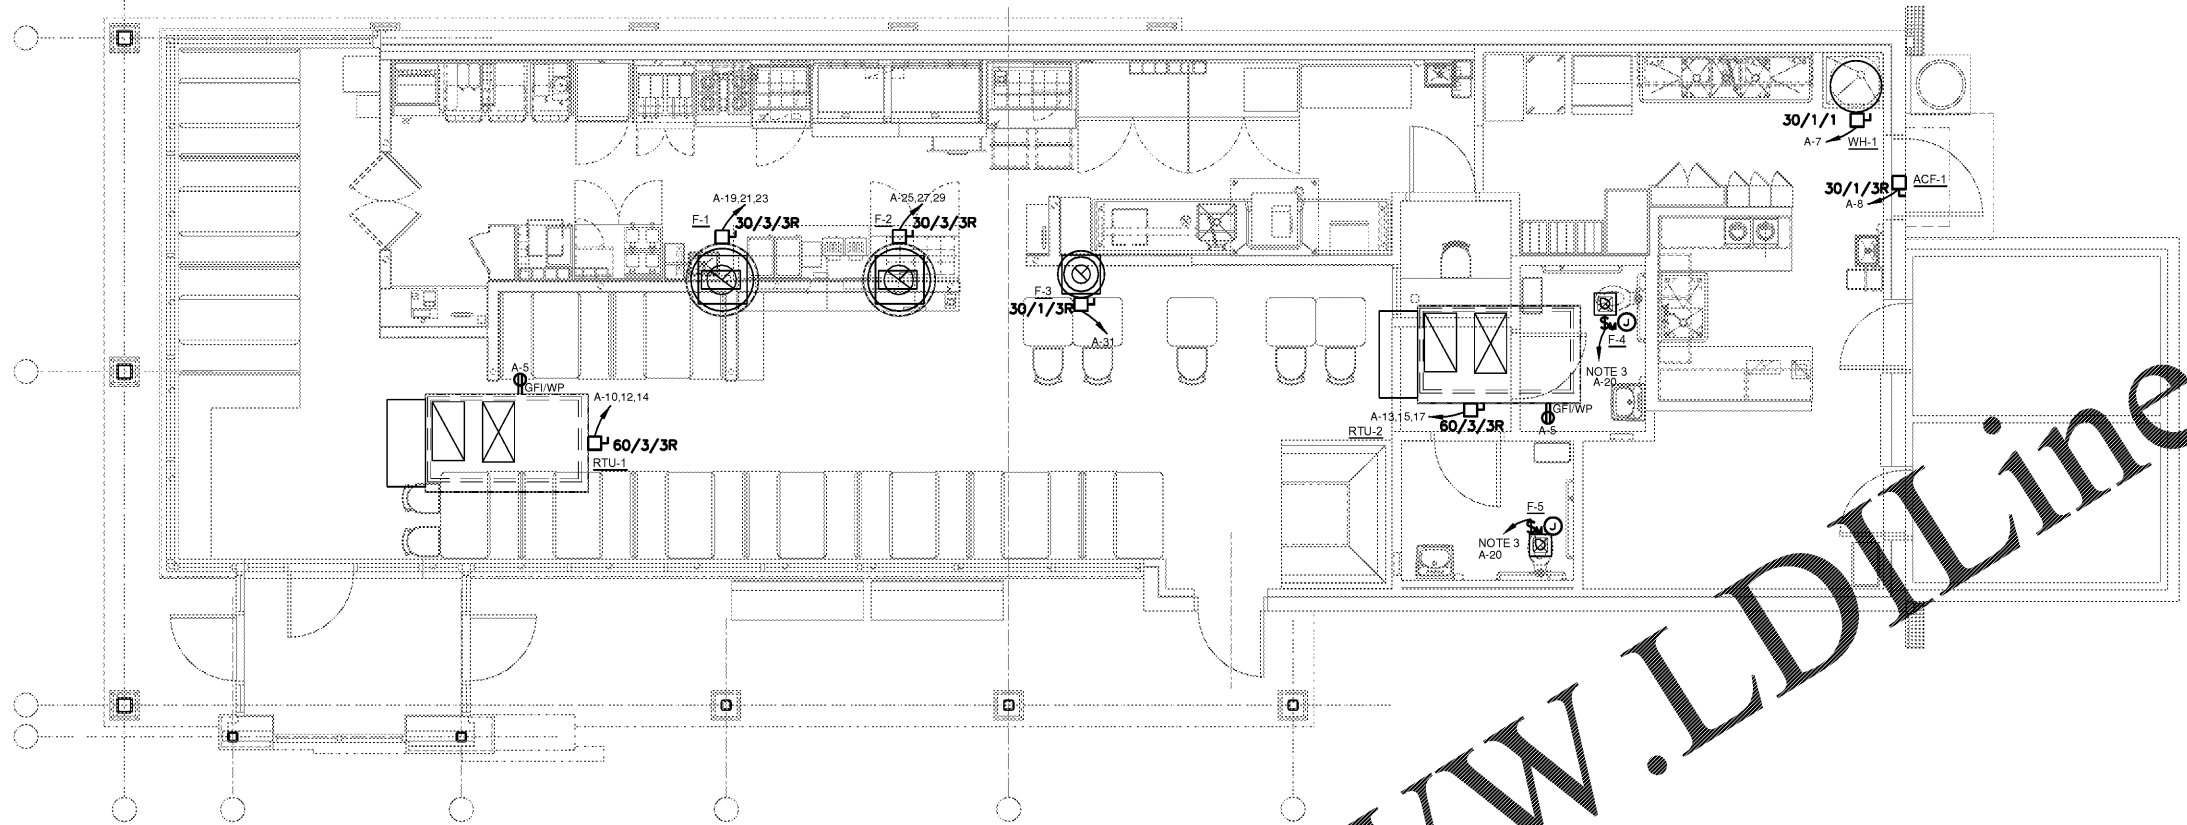 30/1/1
A-7
WH-1
ACF-1
30/1/3R
A-8
A-19,21,23
F-1
30/3/3R
A-25,27,29
F-2
30/3/3R
F-3
30/1/3R
A-31
$M
J
F-4
NOTE 3
A-20
A-5
GFI/WP
A-10,12,14
60/3/3R
RTU-1
A-13,15,17
60/3/3R
RTU-2
GFI/WP
A-5
F-5
$M
J
NOTE 3
A-20
VW.LDILine